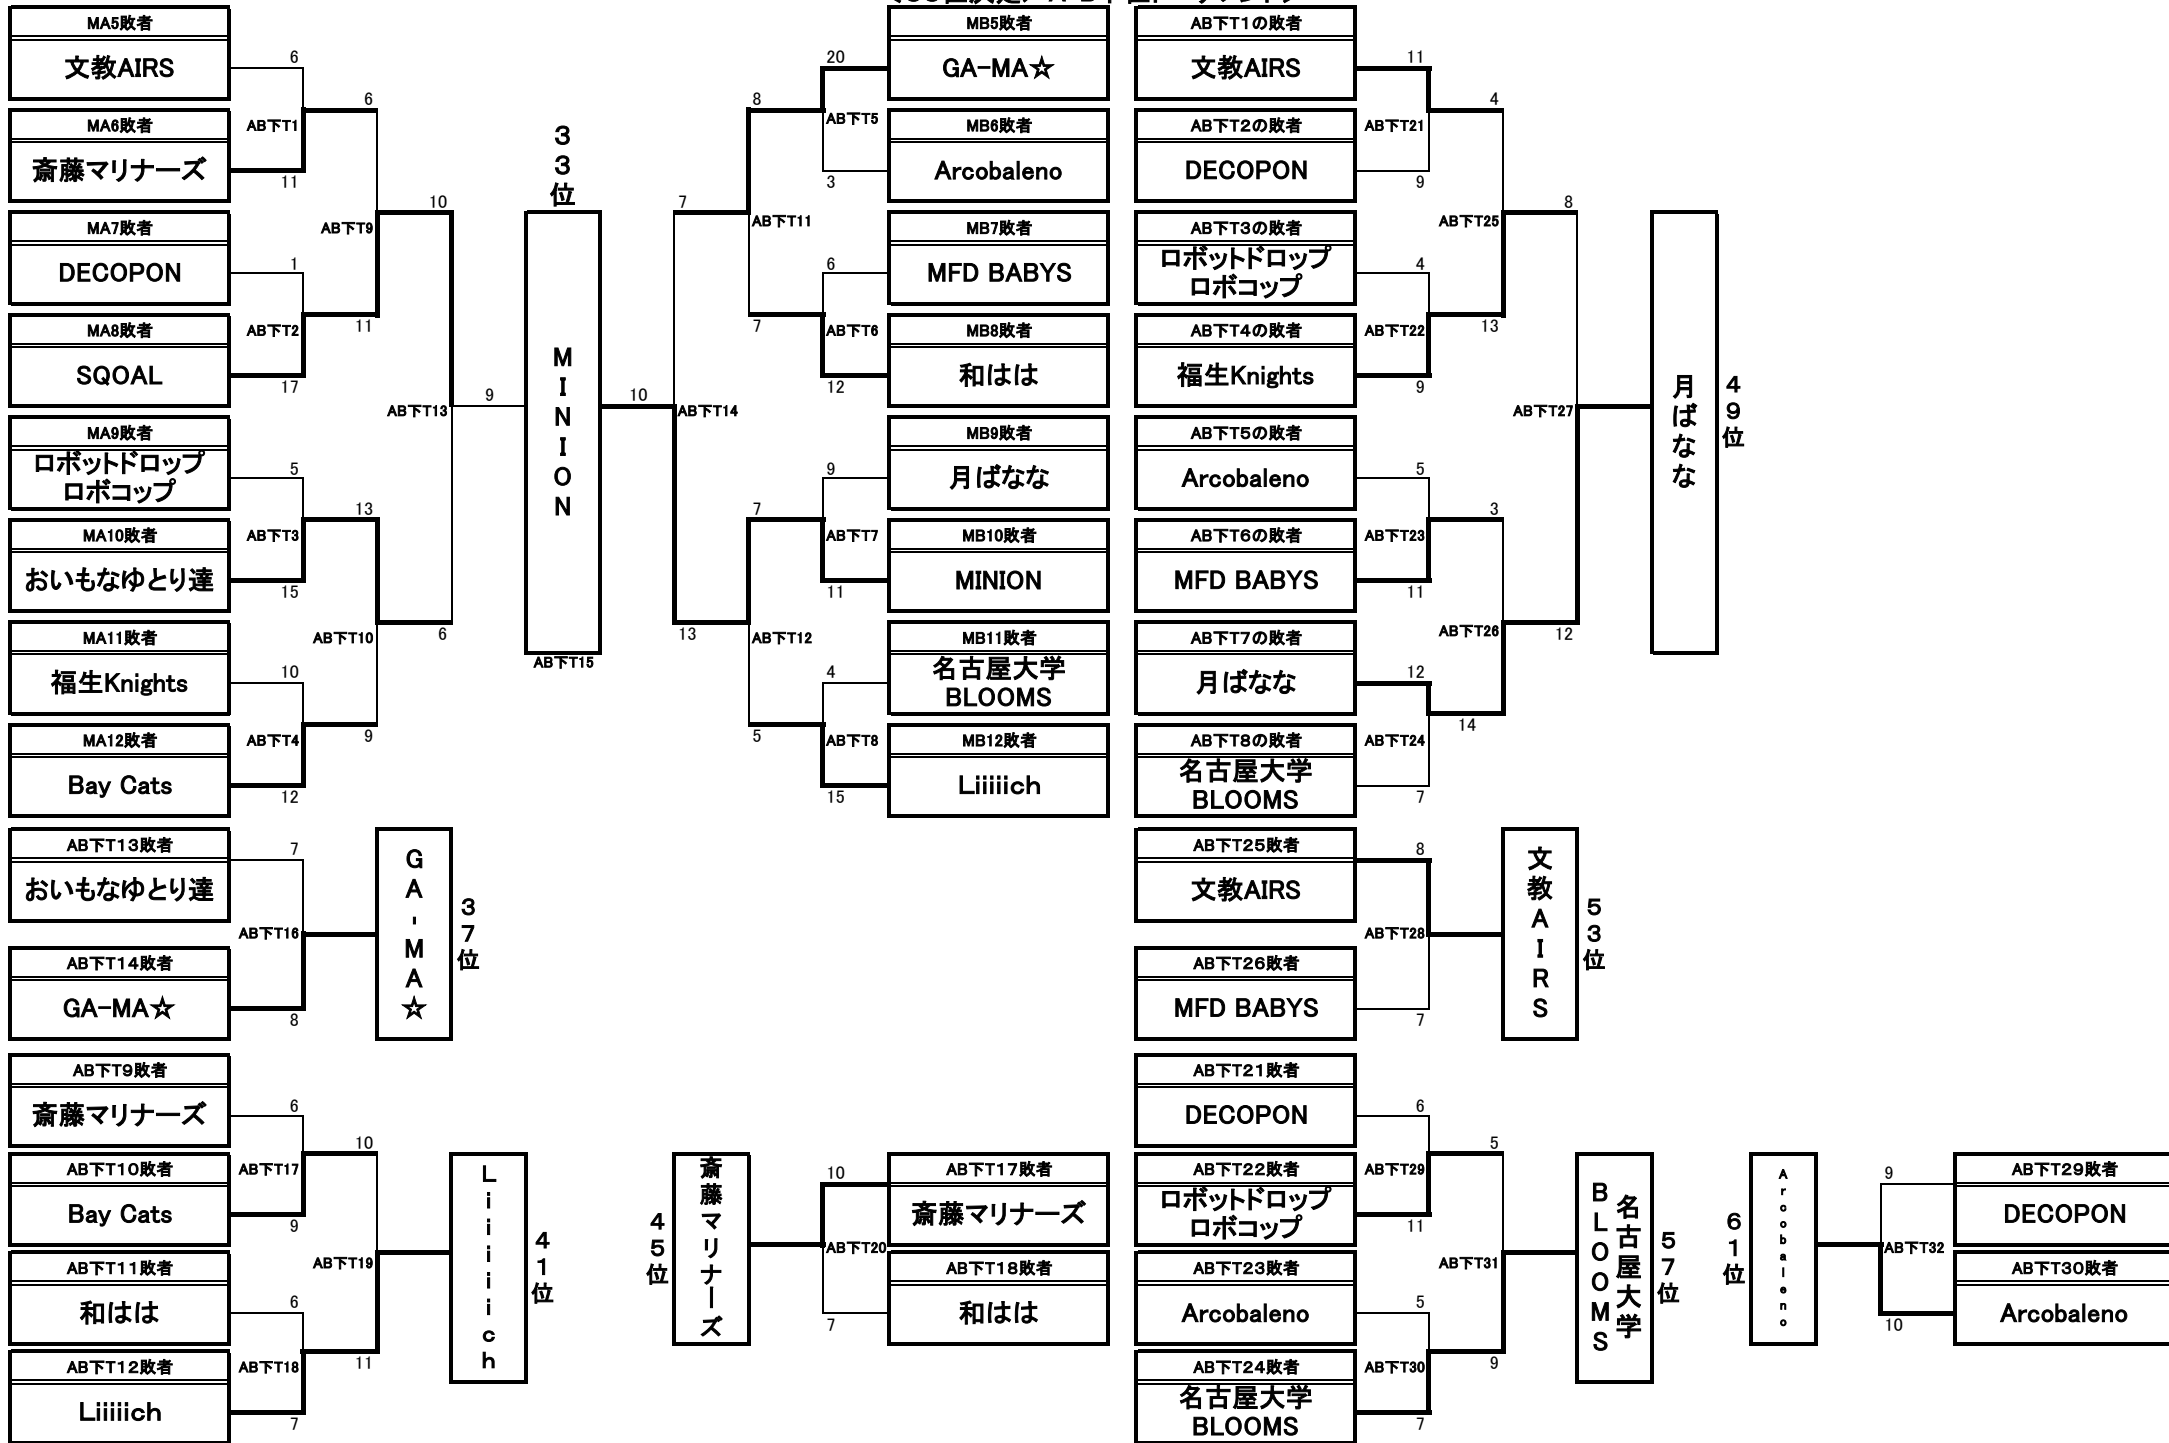 MA5敗者
文教AIRS
6
MA6敗者
斎藤マリナーズ
11
AB下T1
6
MA7敗者
DECOPON
1
MA8敗者
SQOAL
17
AB下T2
11
AB下T9
10
MA9敗者
ロボットドロップ
ロボコップ
5
MA10敗者
おいもなゆとり達
15
AB下T3
13
MA11敗者
福生Knights
10
MA12敗者
Bay Cats
12
AB下T4
9
AB下T10
6
AB下T13
9
33位
MINION
AB下T15
10
AB下T14
7
13
MB5敗者
GA-MA☆
20
MB6敗者
Arcobaleno
3
AB下T5
8
MB7敗者
MFD BABYS
6
MB8敗者
和はは
12
AB下T6
7
AB下T11
MB9敗者
月ばなな
9
MB10敗者
MINION
11
AB下T7
7
MB11敗者
名古屋大学
BLOOMS
4
MB12敗者
Liiiiich
15
AB下T8
5
AB下T12
AB下T1の敗者
文教AIRS
11
AB下T2の敗者
DECOPON
9
AB下T21
4
AB下T3の敗者
ロボットドロップ
ロボコップ
4
AB下T4の敗者
福生Knights
9
AB下T22
13
AB下T25
8
AB下T5の敗者
Arcobaleno
5
AB下T6の敗者
MFD BABYS
11
AB下T23
3
AB下T7の敗者
月ばなな
12
AB下T8の敗者
名古屋大学
BLOOMS
7
AB下T24
14
AB下T26
12
AB下T27
月ばなな
49位
AB下T13敗者
おいもなゆとり達
7
AB下T14敗者
GA-MA☆
8
AB下T16
GA-MA☆
37位
AB下T25敗者
文教AIRS
8
AB下T26敗者
MFD BABYS
7
AB下T28
文教AIRS
53位
AB下T9敗者
斎藤マリナーズ
6
AB下T10敗者
Bay Cats
9
AB下T17
10
AB下T11敗者
和はは
6
AB下T12敗者
Liiiiich
7
AB下T18
11
AB下T19
Liiiiich
41位
45位
斎藤マリナーズ
10
AB下T20
7
AB下T17敗者
斎藤マリナーズ
AB下T18敗者
和はは
AB下T21敗者
DECOPON
6
AB下T22敗者
ロボットドロップ
ロボコップ
11
AB下T29
5
AB下T23敗者
Arcobaleno
5
AB下T24敗者
名古屋大学
BLOOMS
7
AB下T30
9
AB下T31
名古屋大学
BLOOMS
57位
61位
Arcobaleno
9
AB下T32
10
AB下T29敗者
DECOPON
AB下T30敗者
Arcobaleno